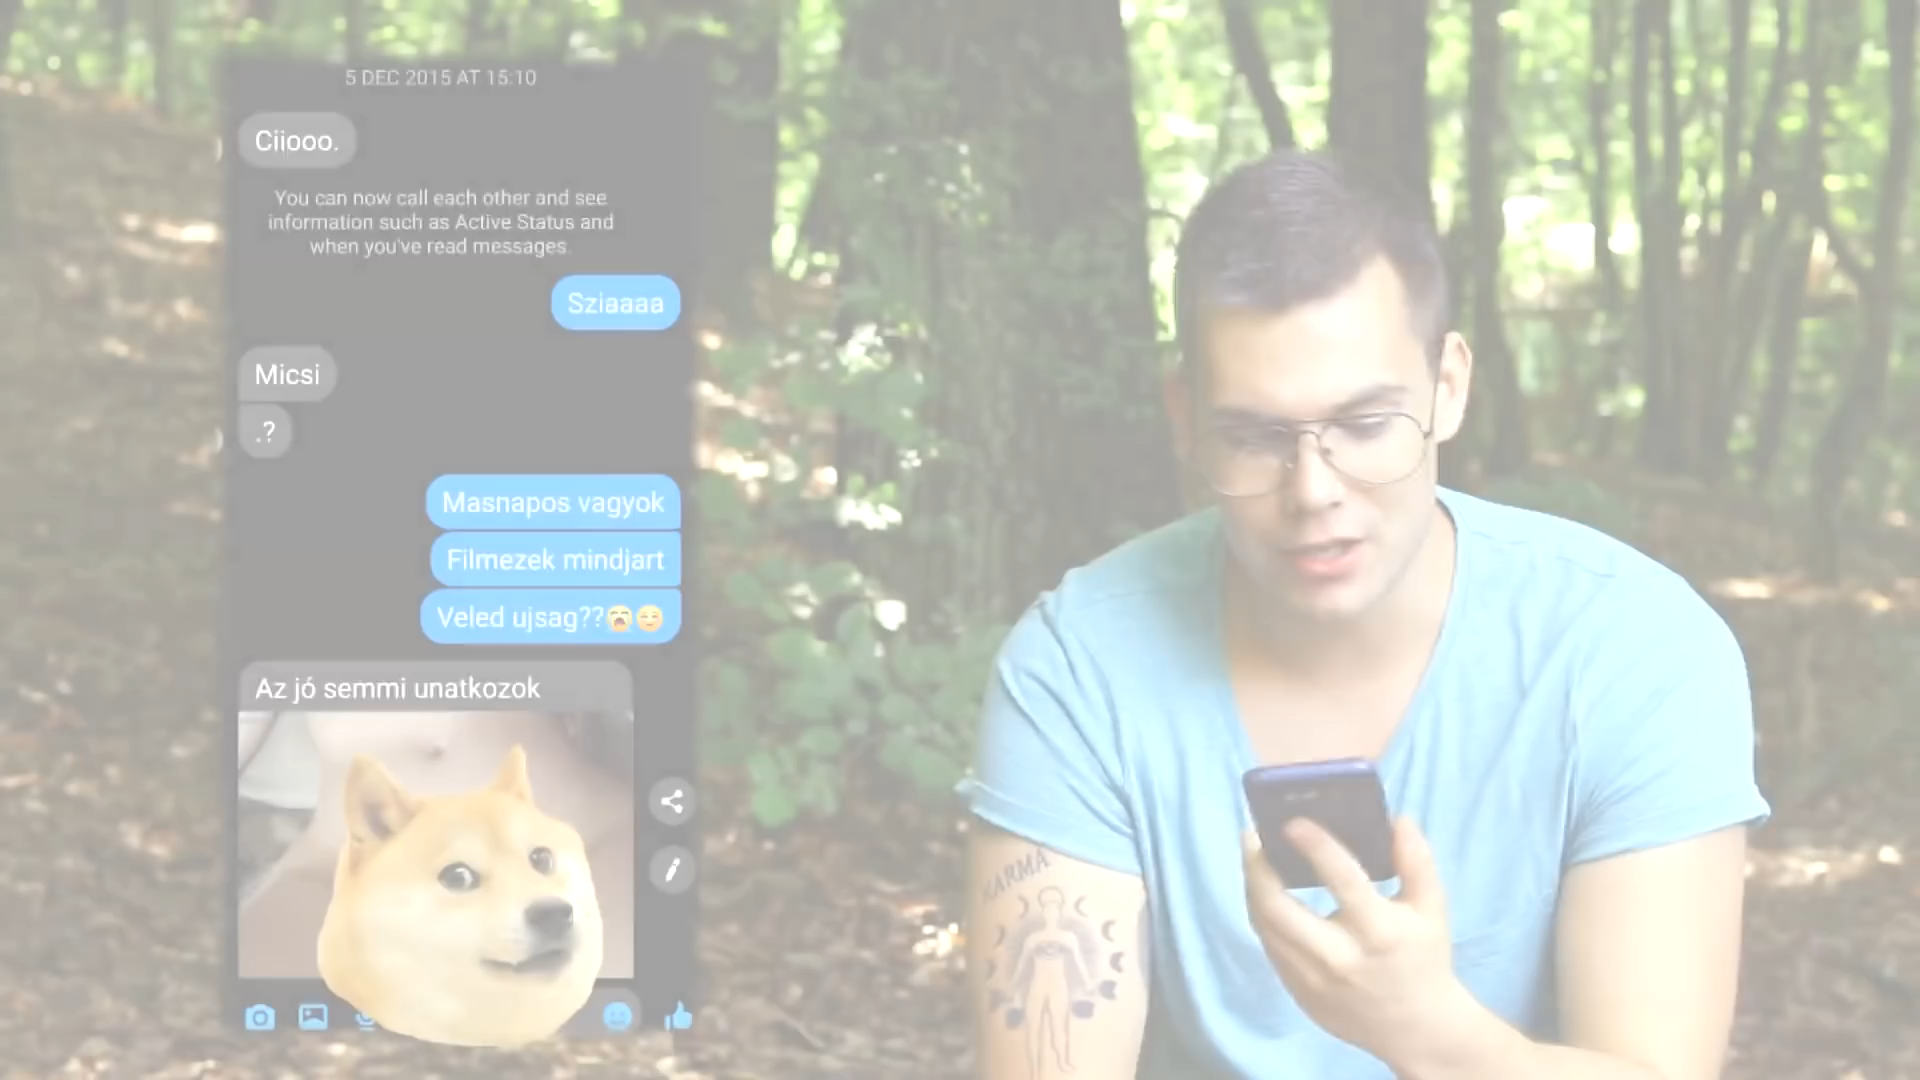 5 DEC 2015 AT 15:10
Ciiooo.
You can now call each other and see
information such as Active Status and
when you've read messages.
Sziaaaa
Micsi
.?
Masnapos vagyok
Filmezek mindjart
Veled ujsag??😭☺️
Az jó semmi unatkozok
KARMA